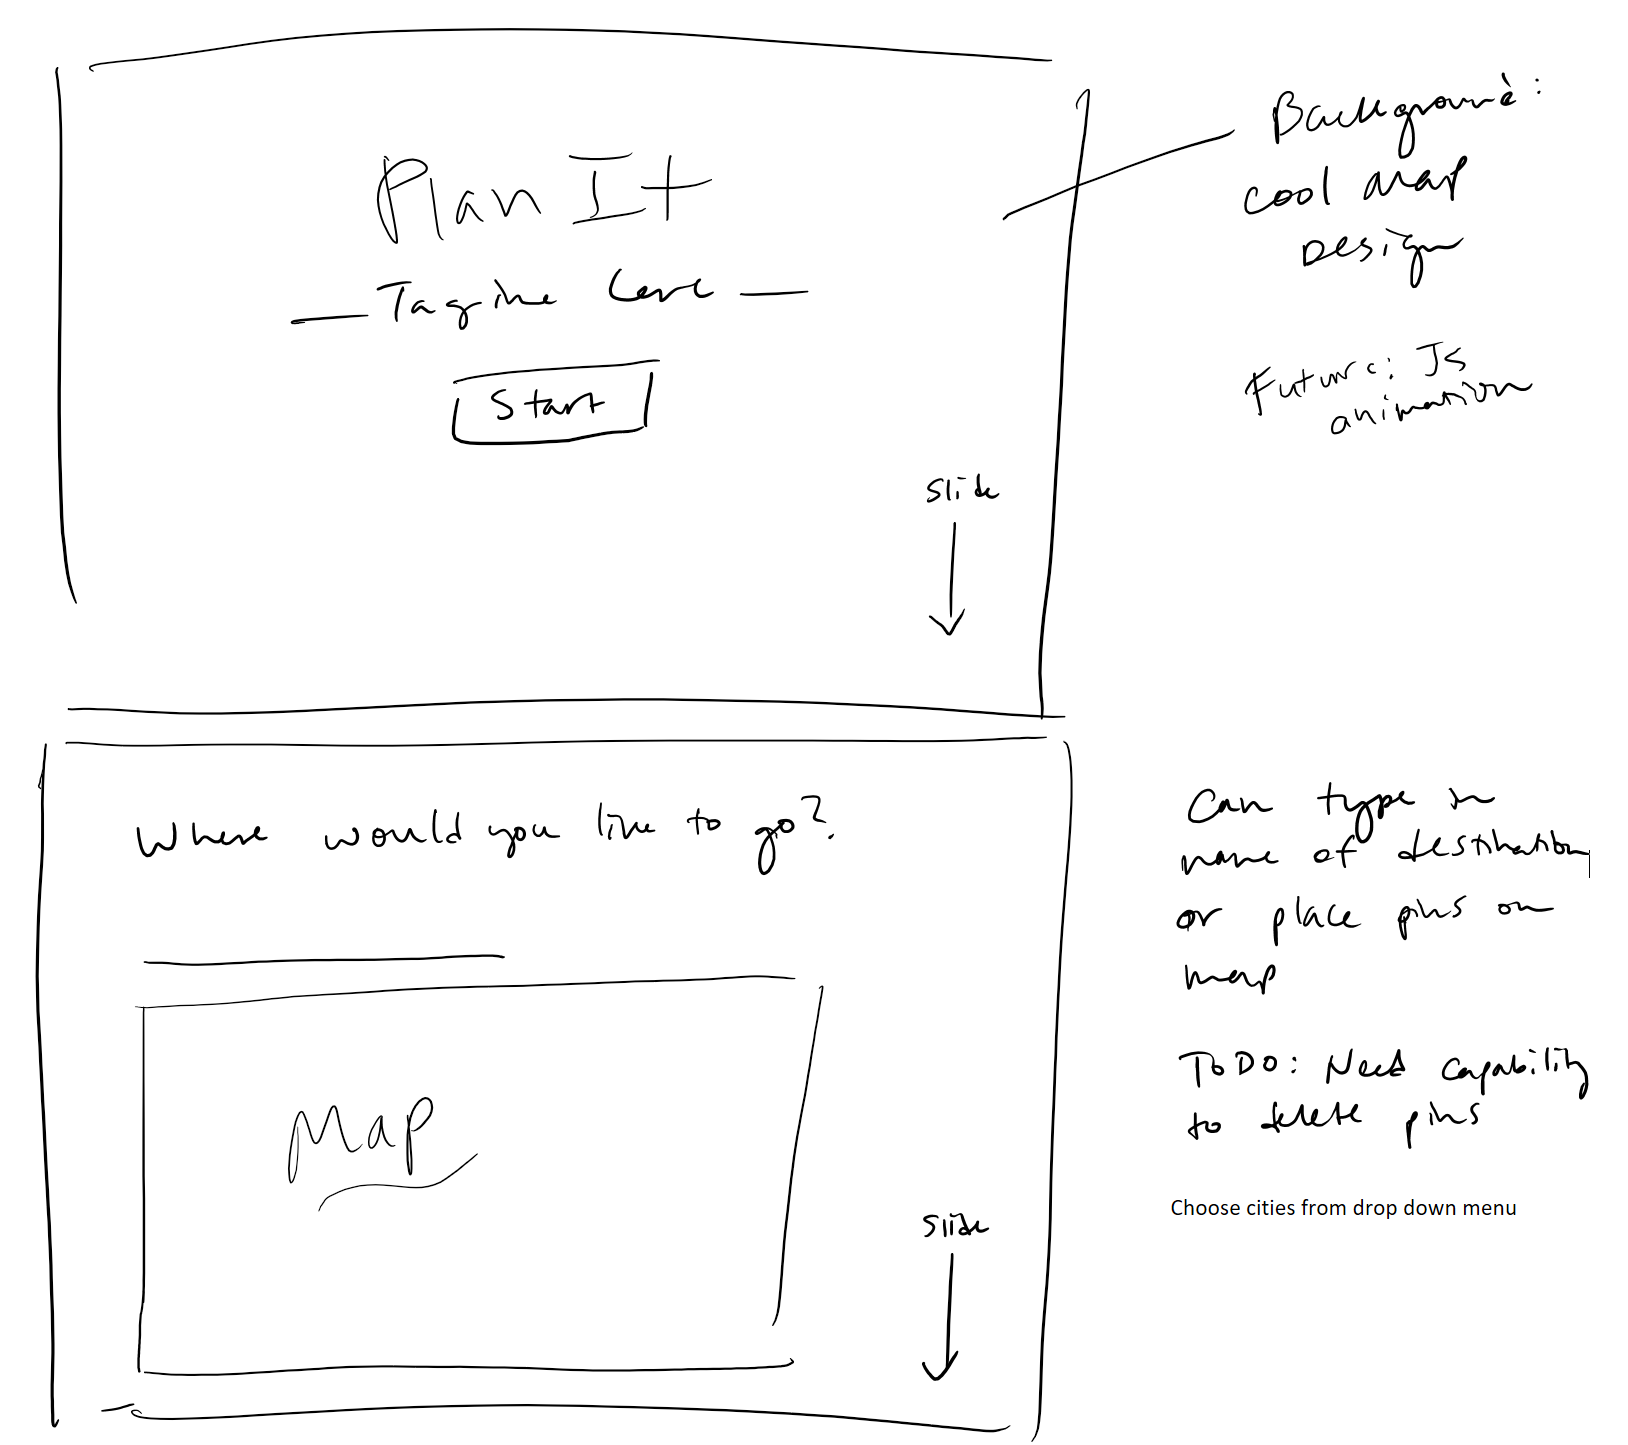 Plan It
Tagline here
Start
Slide
Background:
cool map
Design
Future: JS
animation
Where would you like to go?
Map
Slide
Can type in
name of destination
or place pins on
map
ToDo: Need capability
to delete pins
Choose cities from drop down menu